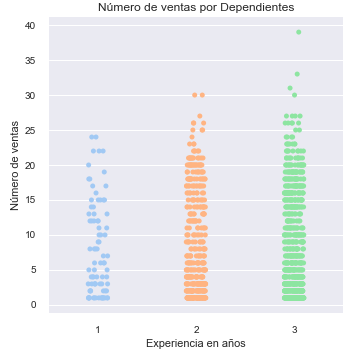 Número de ventas por Dependientes
40
35
30
25
20
15
10
5
0
Número de ventas
1 2 3
Experiencia en años